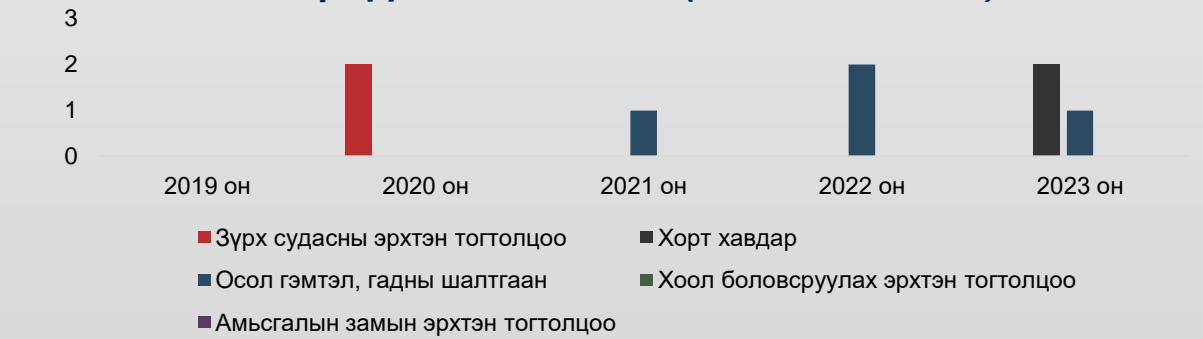 3
2
1
0
2019 он 2020 он 2021 он 2022 он 2023 он
Зүрх судасны эрхтэн тогтолцоо Хорт хавдар
Осол гэмтэл, гадны шалтгаан Хоол боловсруулах эрхтэн тогтолцоо
Амьсгалын замын эрхтэн тогтолцоо